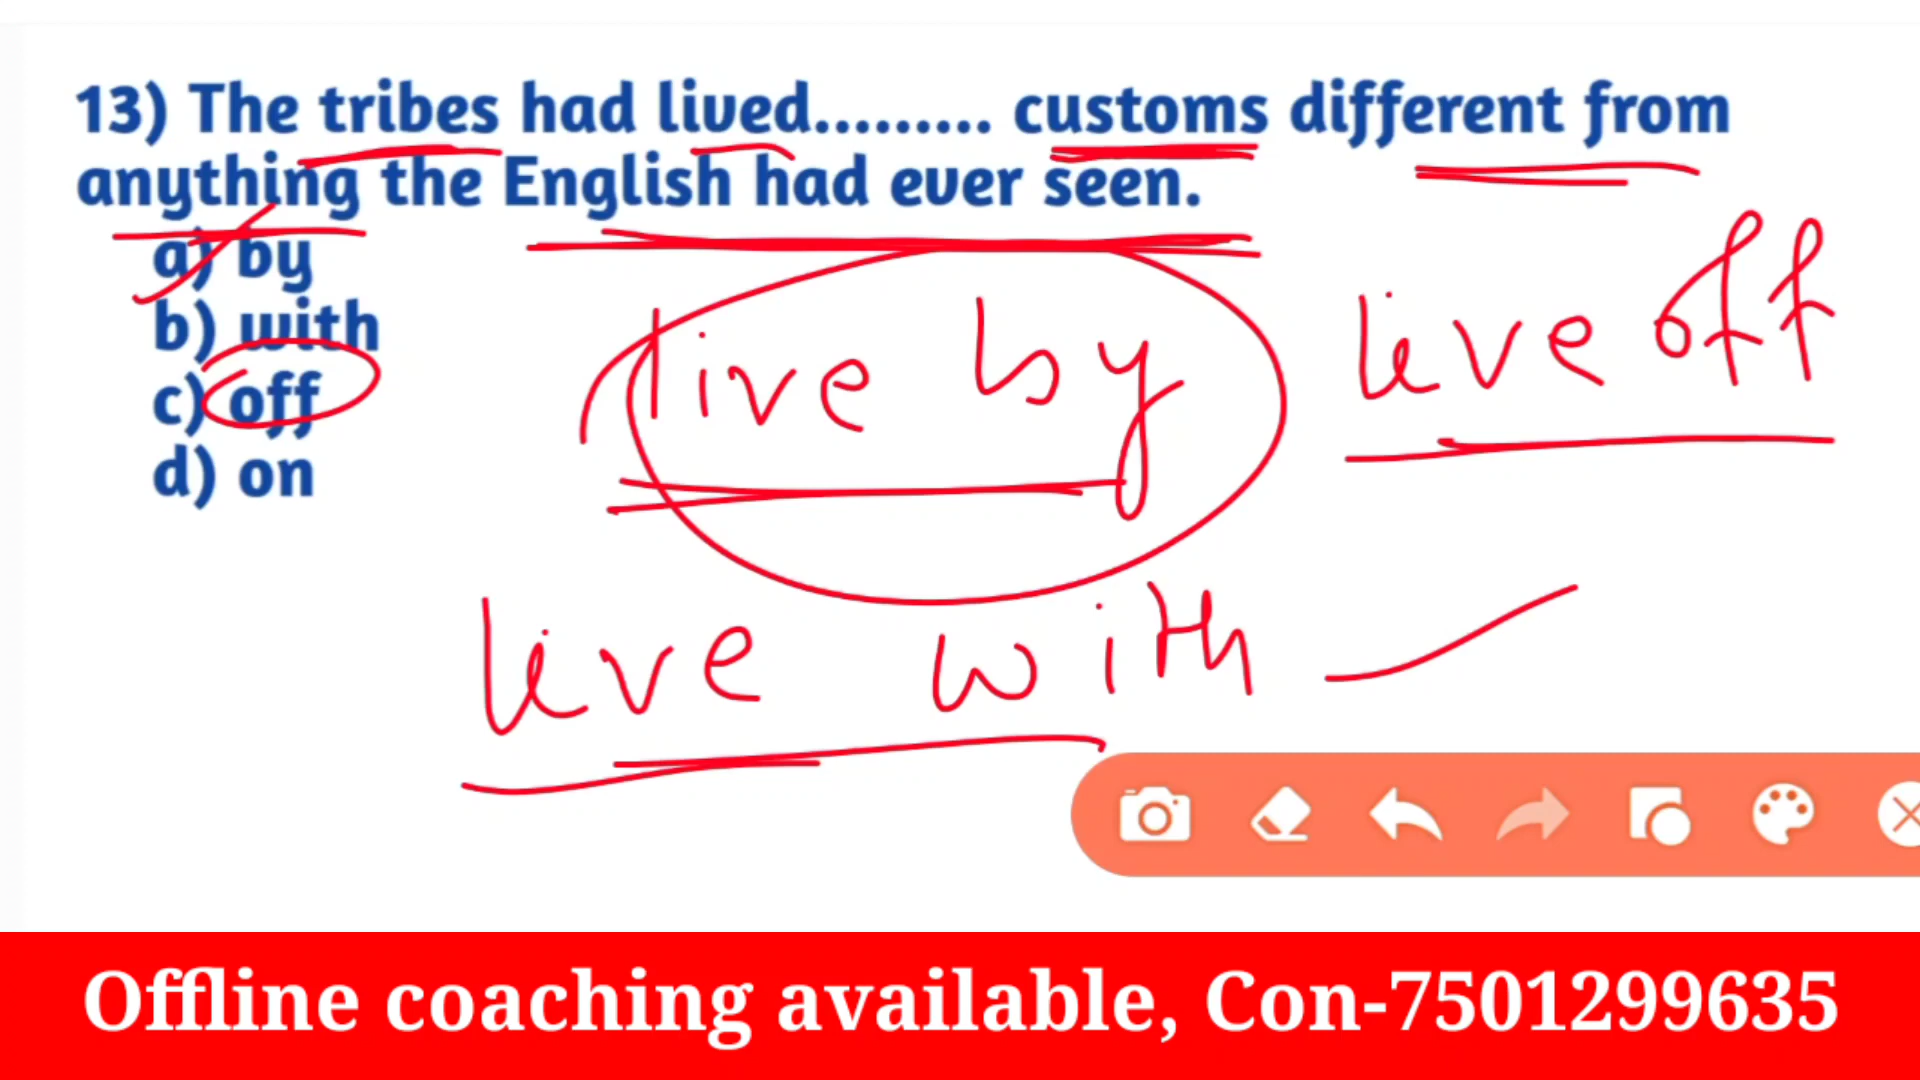 13) The tribes had lived......... customs different from
anything the English had ever seen.
a) by
b) with
c) off
d) on
live by
live off
live with
Offline coaching available, Con-7501299635